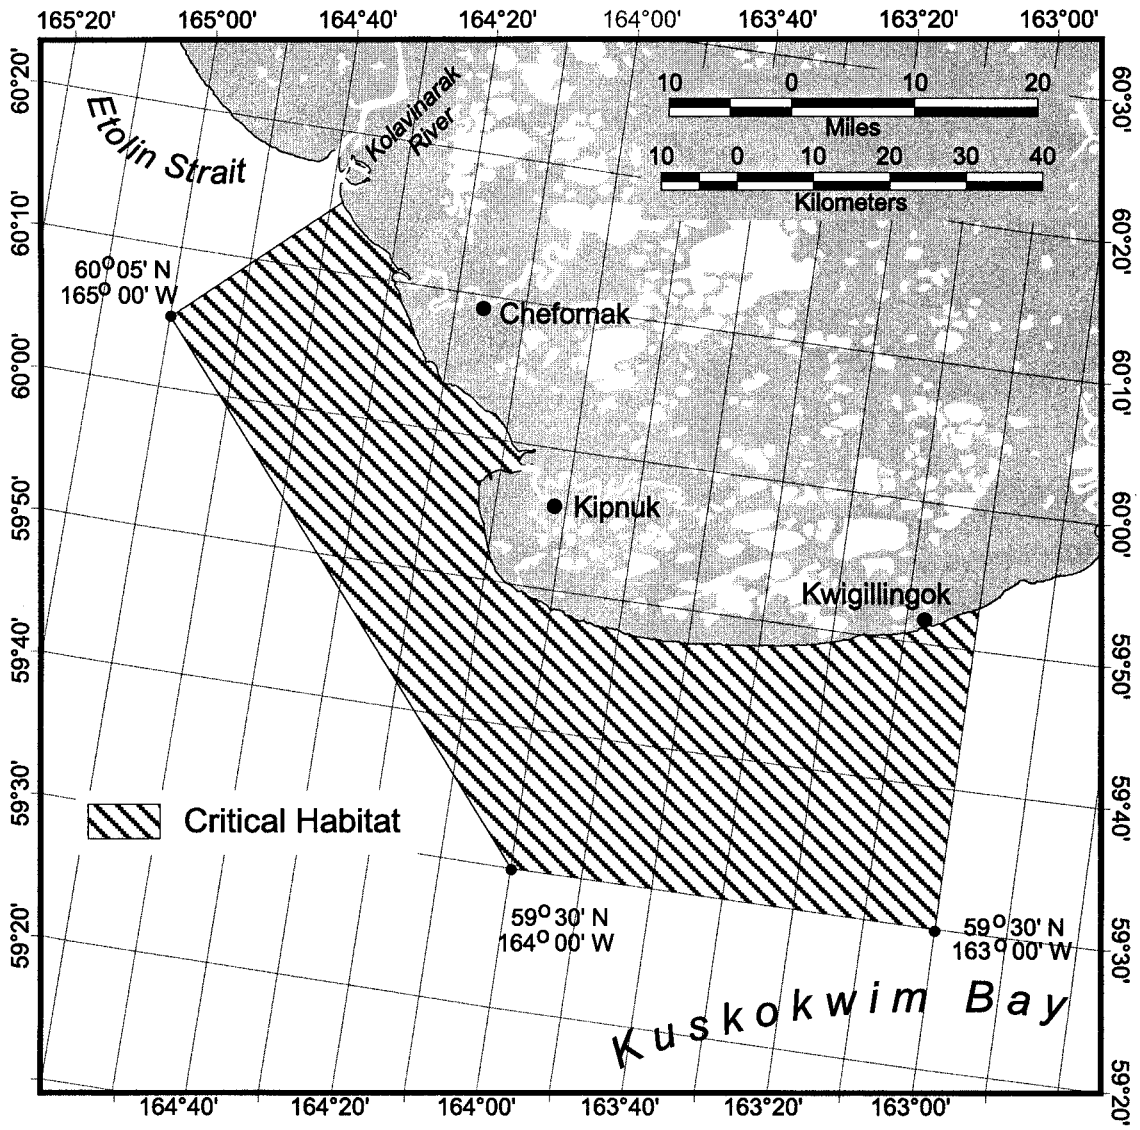 165°20' 165°00' 164°40' 164°20' 164°00' 163°40' 163°20' 163°00'
60°20'
60°10'
60°00'
59°50'
59°40'
59°30'
59°20'
Etolin Strait
Kolavinarak
River
10 0 10 20
Miles
10 0 10 20 30 40
Kilometers
60°30'
60°20'
60°10'
60°00'
59°50'
59°40'
59°30'
59°20'
60° 05' N
165° 00' W
Chefornak
Kipnuk
Kwigillingok
Critical Habitat
59° 30' N
164° 00' W
59° 30' N
163° 00' W
Kuskokwim Bay
164°40' 164°20' 164°00' 163°40' 163°20' 163°00'